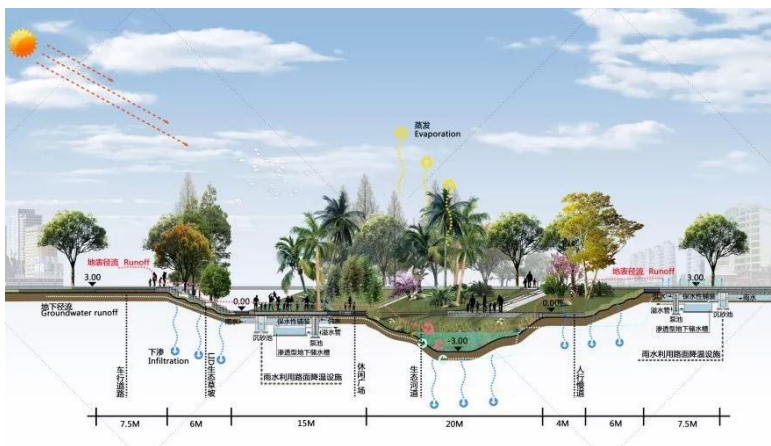 蒸发
Evaporation
地表径流 Runoff
地表径流 Runoff
3.00
3.00
0.00
0.00
地下径流
Groundwater runoff
雨水
保水性铺装
溢水管
沉砂池
泵池
渗透型地下储水槽
保水性铺装
雨水
溢水管
泵池
沉砂池
渗透型地下储水槽
-3.00
下渗
Infiltration
雨水利用路面降温设施
雨水利用路面降温设施
车行道路
生态草坡
休闲广场
生态河道
人行慢道
7.5M
6M
15M
20M
4M
6M
7.5M